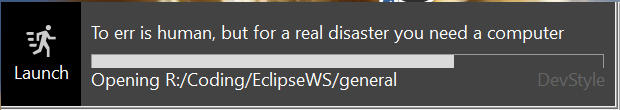 To err is human, but for a real disaster you need a computer
Launch
Opening R:/Coding/EclipseWS/general
DevStyle